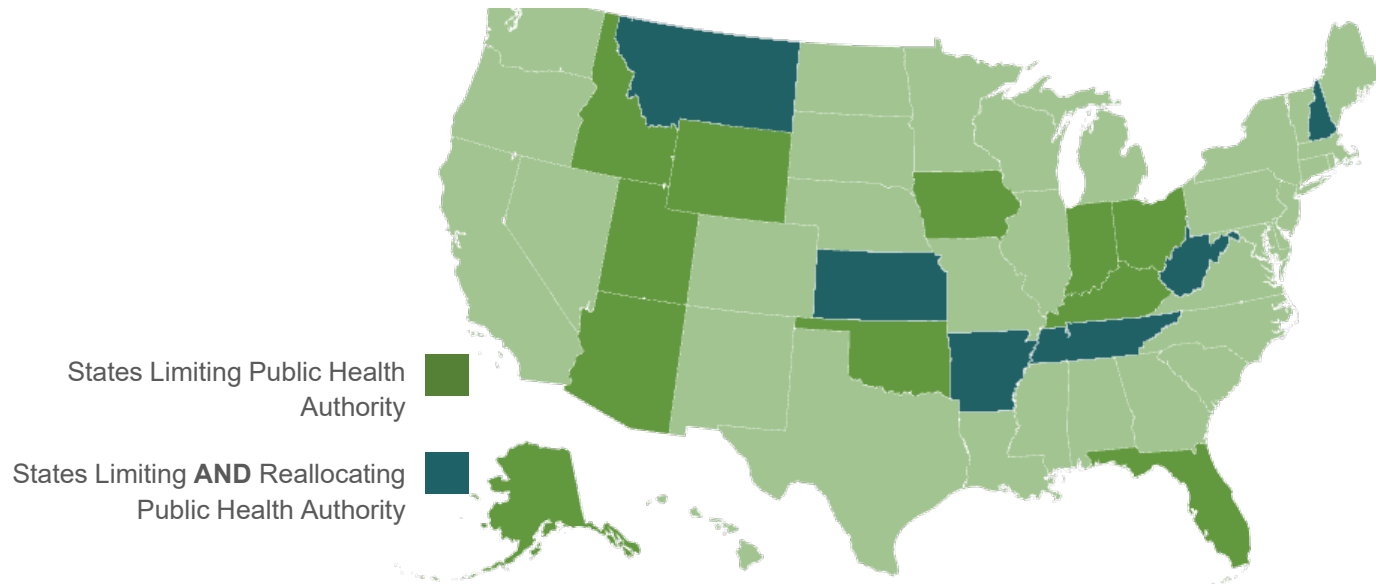 States Limiting Public Health
Authority
States Limiting AND Reallocating
Public Health Authority